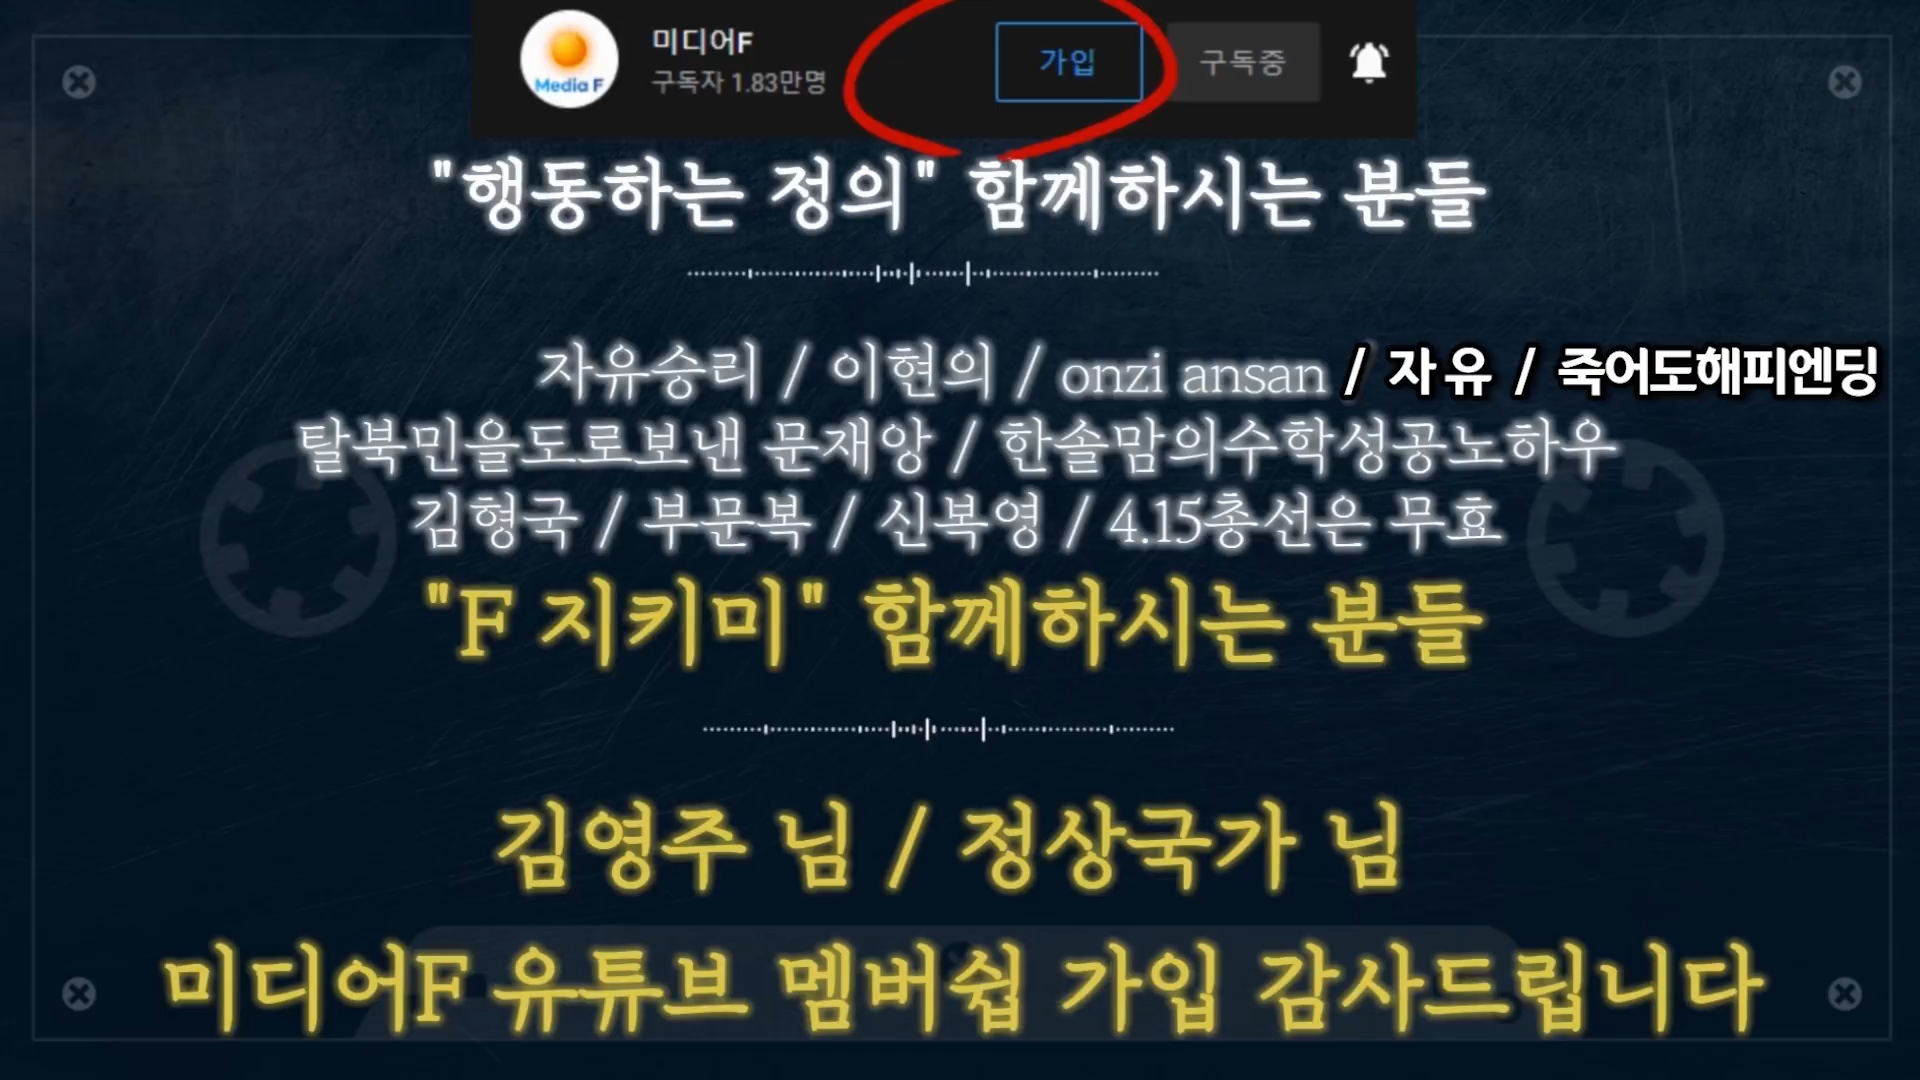 미디어F
Media F
구독자 1.83만명
가입
구독중
"행동하는 정의" 함께하시는 분들
자유승리 / 이현의 / onzi ansan / 자유 / 죽어도해피엔딩
탈북민을도로보낸 문재앙 / 한솔맘의수학성공노하우
김형국 / 부문복 / 신복영 / 4.15총선은 무효
"F 지키미" 함께하시는 분들
김영주 님 / 정상국가 님
미디어F 유튜브 멤버쉽 가입 감사드립니다